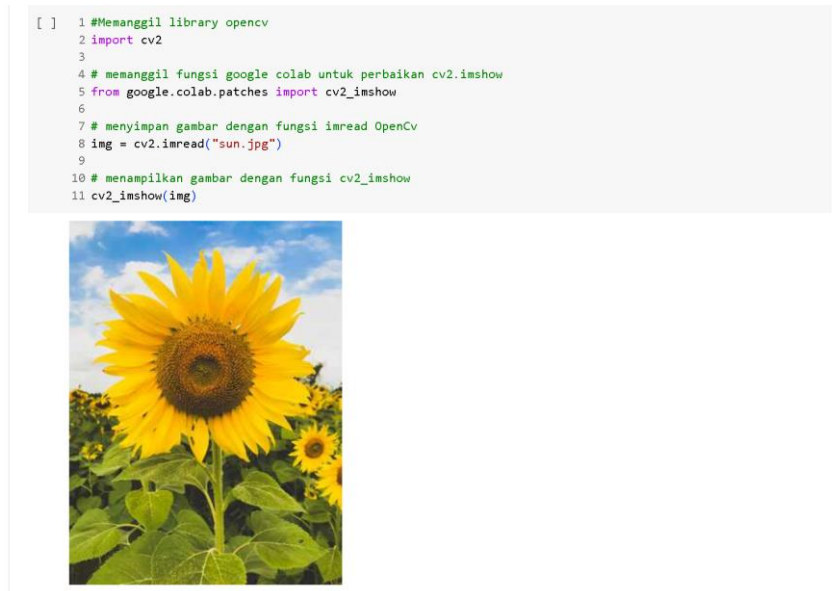 [ ] 1 #Memanggil library opencv
2 import cv2
3
4 # memanggil fungsi google colab untuk perbaikan cv2.imshow
5 from google.colab.patches import cv2_imshow
6
7 # menyimpan gambar dengan fungsi imread OpenCv
8 img = cv2.imread("sun.jpg")
9
10 # menampilkan gambar dengan fungsi cv2_imshow
11 cv2_imshow(img)